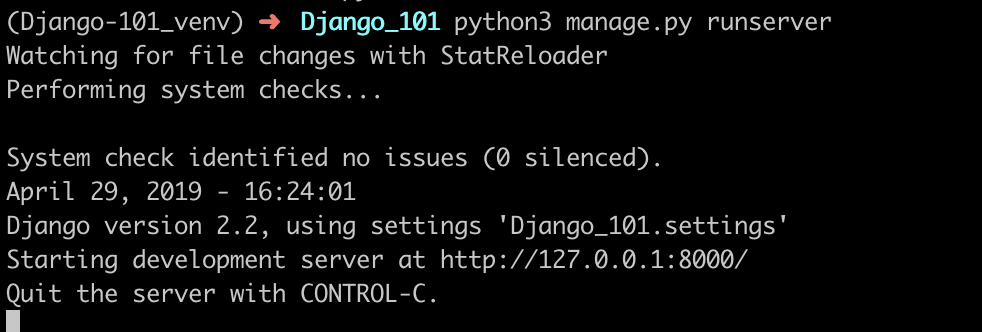 (Django-101_venv) ➜ Django_101 python3 manage.py runserver
Watching for file changes with StatReloader
Performing system checks...
System check identified no issues (0 silenced).
April 29, 2019 - 16:24:01
Django version 2.2, using settings 'Django_101.settings'
Starting development server at http://127.0.0.1:8000/
Quit the server with CONTROL-C.